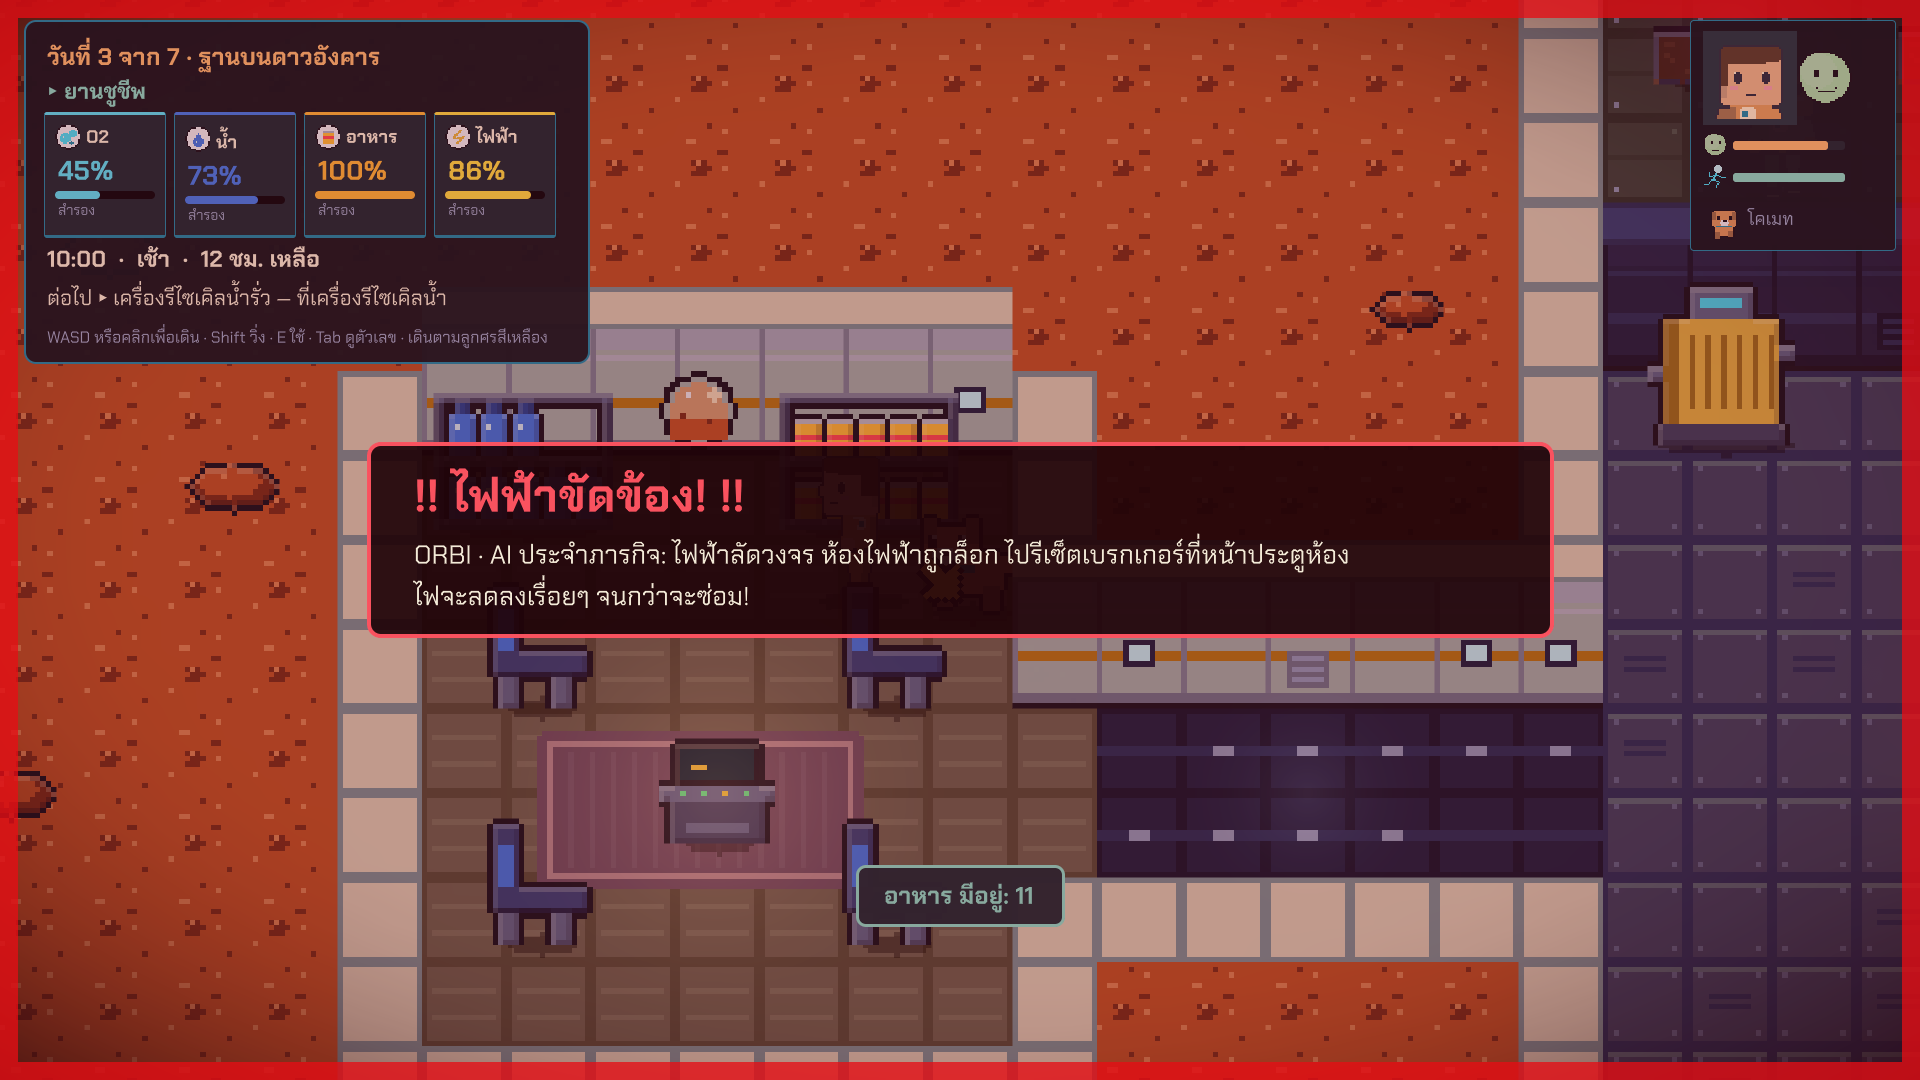 วันที่ 3 จาก 7 · ฐานบนดาวอังคาร
▸ ยานชูชีพ
O2
45%
สำรอง
น้ำ
73%
สำรอง
อาหาร
100%
สำรอง
ไฟฟ้า
86%
สำรอง
10:00 · เช้า · 12 ชม. เหลือ
ต่อไป ▸ เครื่องรีไซเคิลน้ำรั่ว — ที่เครื่องรีไซเคิลน้ำ
WASD หรือคลิกเพื่อเดิน · Shift วิ่ง · E ใช้ · Tab ดูตัวเลข · เดินตามลูกศรสีเหลือง
โคเมท
!! ไฟฟ้าขัดข้อง! !!
ORBI · AI ประจำภารกิจ: ไฟฟ้าลัดวงจร ห้องไฟฟ้าถูกล็อก ไปรีเซ็ตเบรกเกอร์ที่หน้าประตูห้อง
ไฟจะลดลงเรื่อยๆ จนกว่าจะซ่อม!
อาหาร มีอยู่: 11